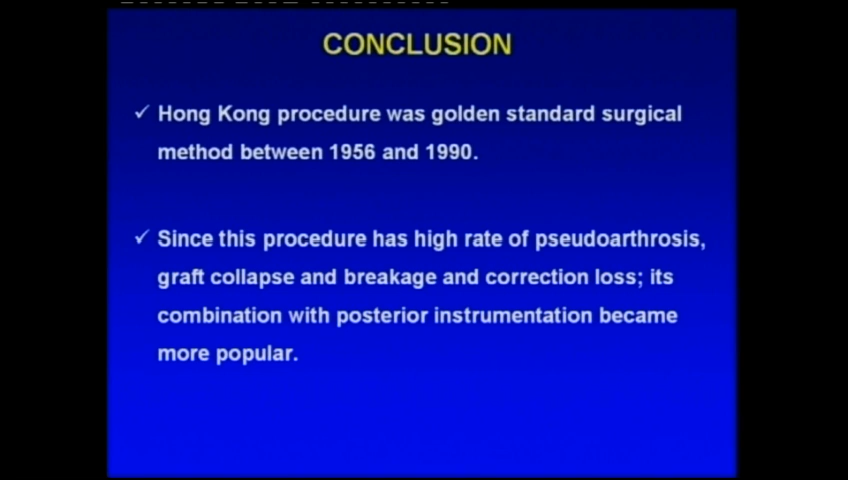 CONCLUSION
✓ Hong Kong procedure was golden standard surgical
method between 1956 and 1990.
✓ Since this procedure has high rate of pseudoarthrosis,
graft collapse and breakage and correction loss; its
combination with posterior instrumentation became
more popular.